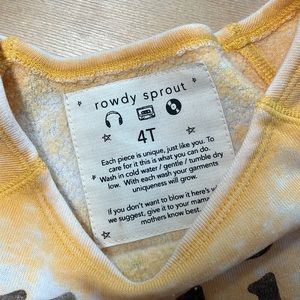 rowdy sprout
4T
Each piece is unique, just like you. To
care for it this is what you can do.
Wash in cold water / gentle / tumble dry
low. With each wash your garments
uniqueness will grow.
If you don't want to blow it here's w
we suggest, give it to your mama,
mothers know best.